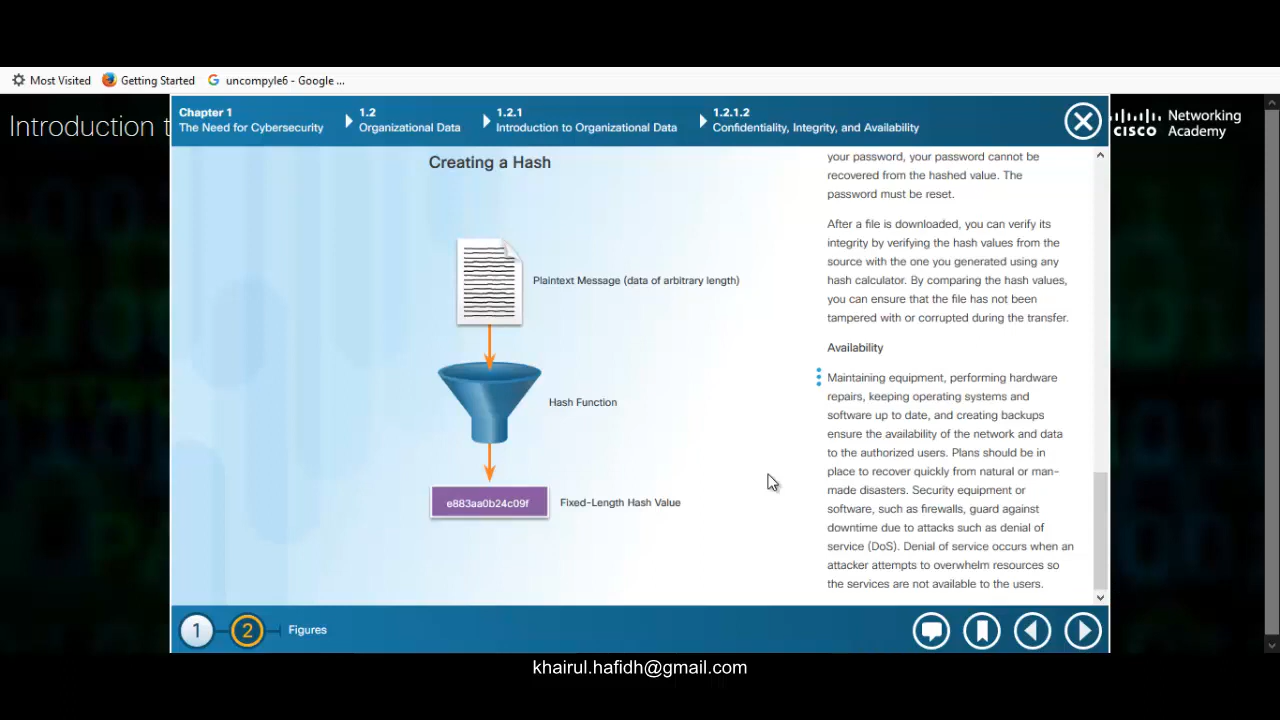 Most Visited Getting Started uncompyle6 - Google ...
Introduction t
Chapter 1
The Need for Cybersecurity
1.2
Organizational Data
1.2.1
Introduction to Organizational Data
1.2.1.2
Confidentiality, Integrity, and Availability
CISCO
Networking
Academy
Creating a Hash
Plaintext Message (data of arbitrary length)
Hash Function
e883aa0b24c09f
Fixed-Length Hash Value
your password, your password cannot be
recovered from the hashed value. The
password must be reset.
After a file is downloaded, you can verify its
integrity by verifying the hash values from the
source with the one you generated using any
hash calculator. By comparing the hash values,
you can ensure that the file has not been
tampered with or corrupted during the transfer.
Availability
Maintaining equipment, performing hardware
repairs, keeping operating systems and
software up to date, and creating backups
ensure the availability of the network and data
to the authorized users. Plans should be in
place to recover quickly from natural or man-
made disasters. Security equipment or
software, such as firewalls, guard against
downtime due to attacks such as denial of
service (DoS). Denial of service occurs when an
attacker attempts to overwhelm resources so
the services are not available to the users.
1 2 Figures
khairul.hafidh@gmail.com